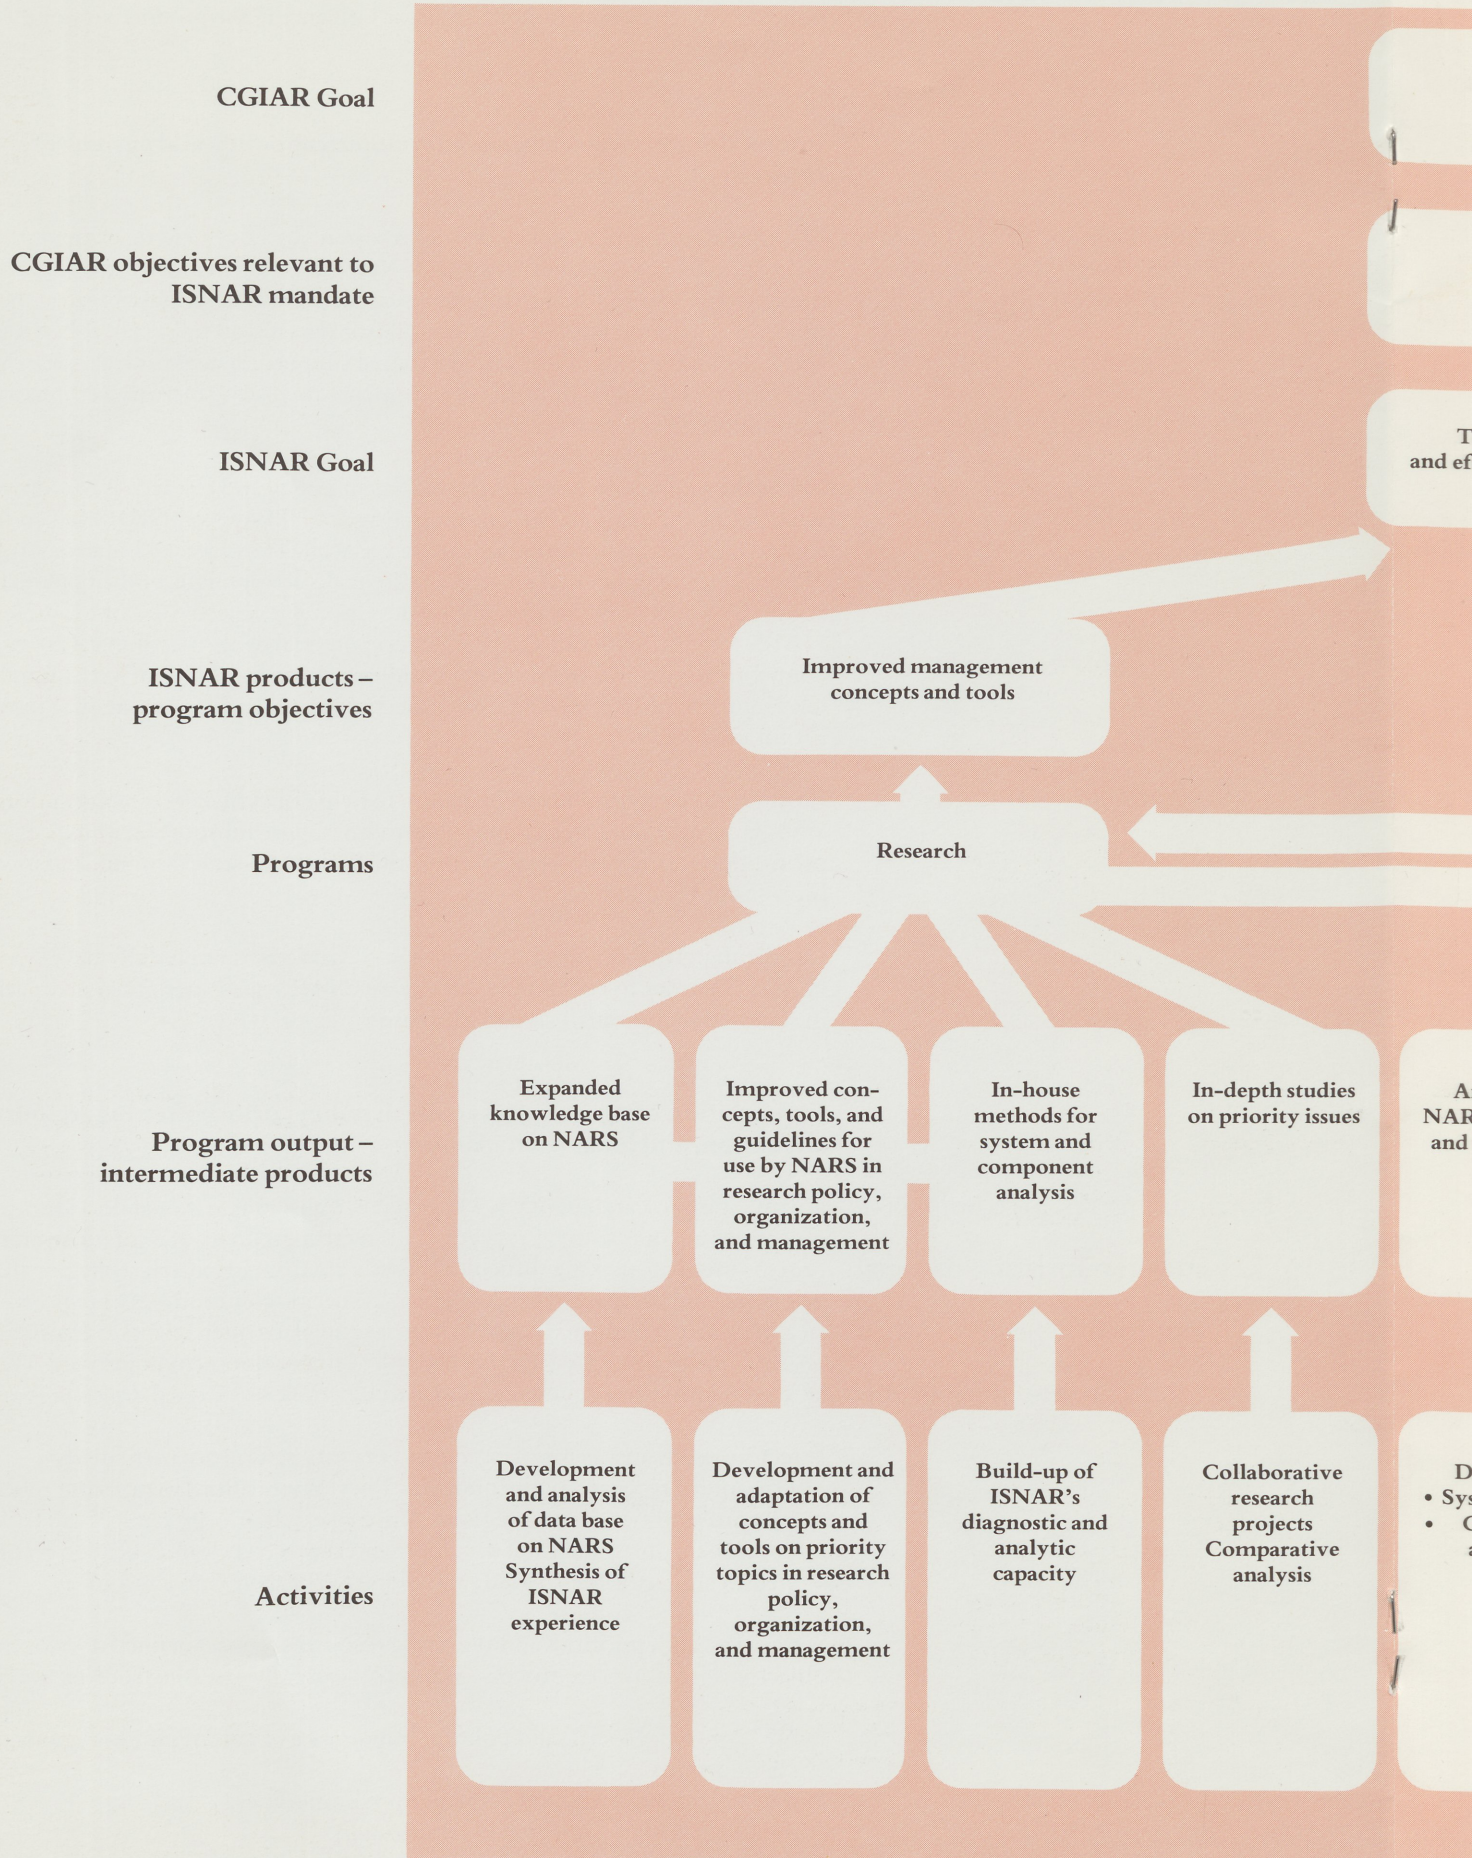 CGIAR Goal
CGIAR objectives relevant to
ISNAR mandate
ISNAR Goal
and
ISNAR products –
program objectives
Improved management
concepts and tools
Programs
Research
Program output –
intermediate products
Expanded
knowledge base
on NARS
Improved con-
cepts, tools, and
guidelines for
use by NARS in
research policy,
organization,
and management
In-house
methods for
system and
component
analysis
In-depth studies
on priority issues
and
Activities
Development
and analysis
of data base
on NARS
Synthesis of
ISNAR
experience
Development and
adaptation of
concepts and
tools on priority
topics in research
policy,
organization,
and management
Build-up of
ISNAR's
diagnostic and
analytic
capacity
Collaborative
research
projects
Comparative
analysis